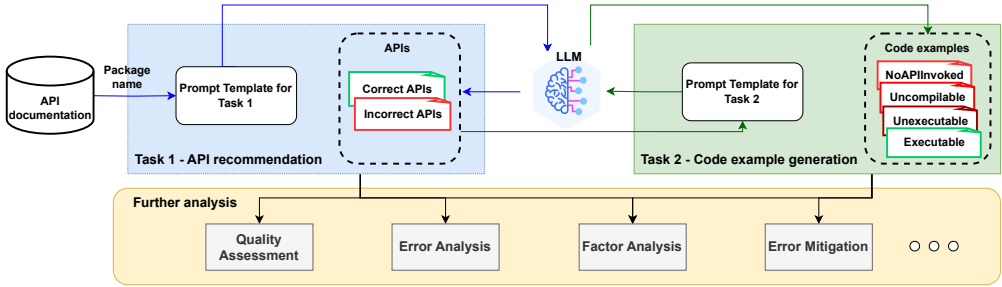 API
documentation
Package
name
Prompt Template for
Task 1
APIs
Correct APIs
Incorrect APIs
Task 1 - API recommendation
LLM
Prompt Template for
Task 2
Code examples
NoAPIInvoked
Uncompilable
Unexecutable
Executable
Task 2 - Code example generation
Further analysis
Quality
Assessment
Error Analysis
Factor Analysis
Error Mitigation